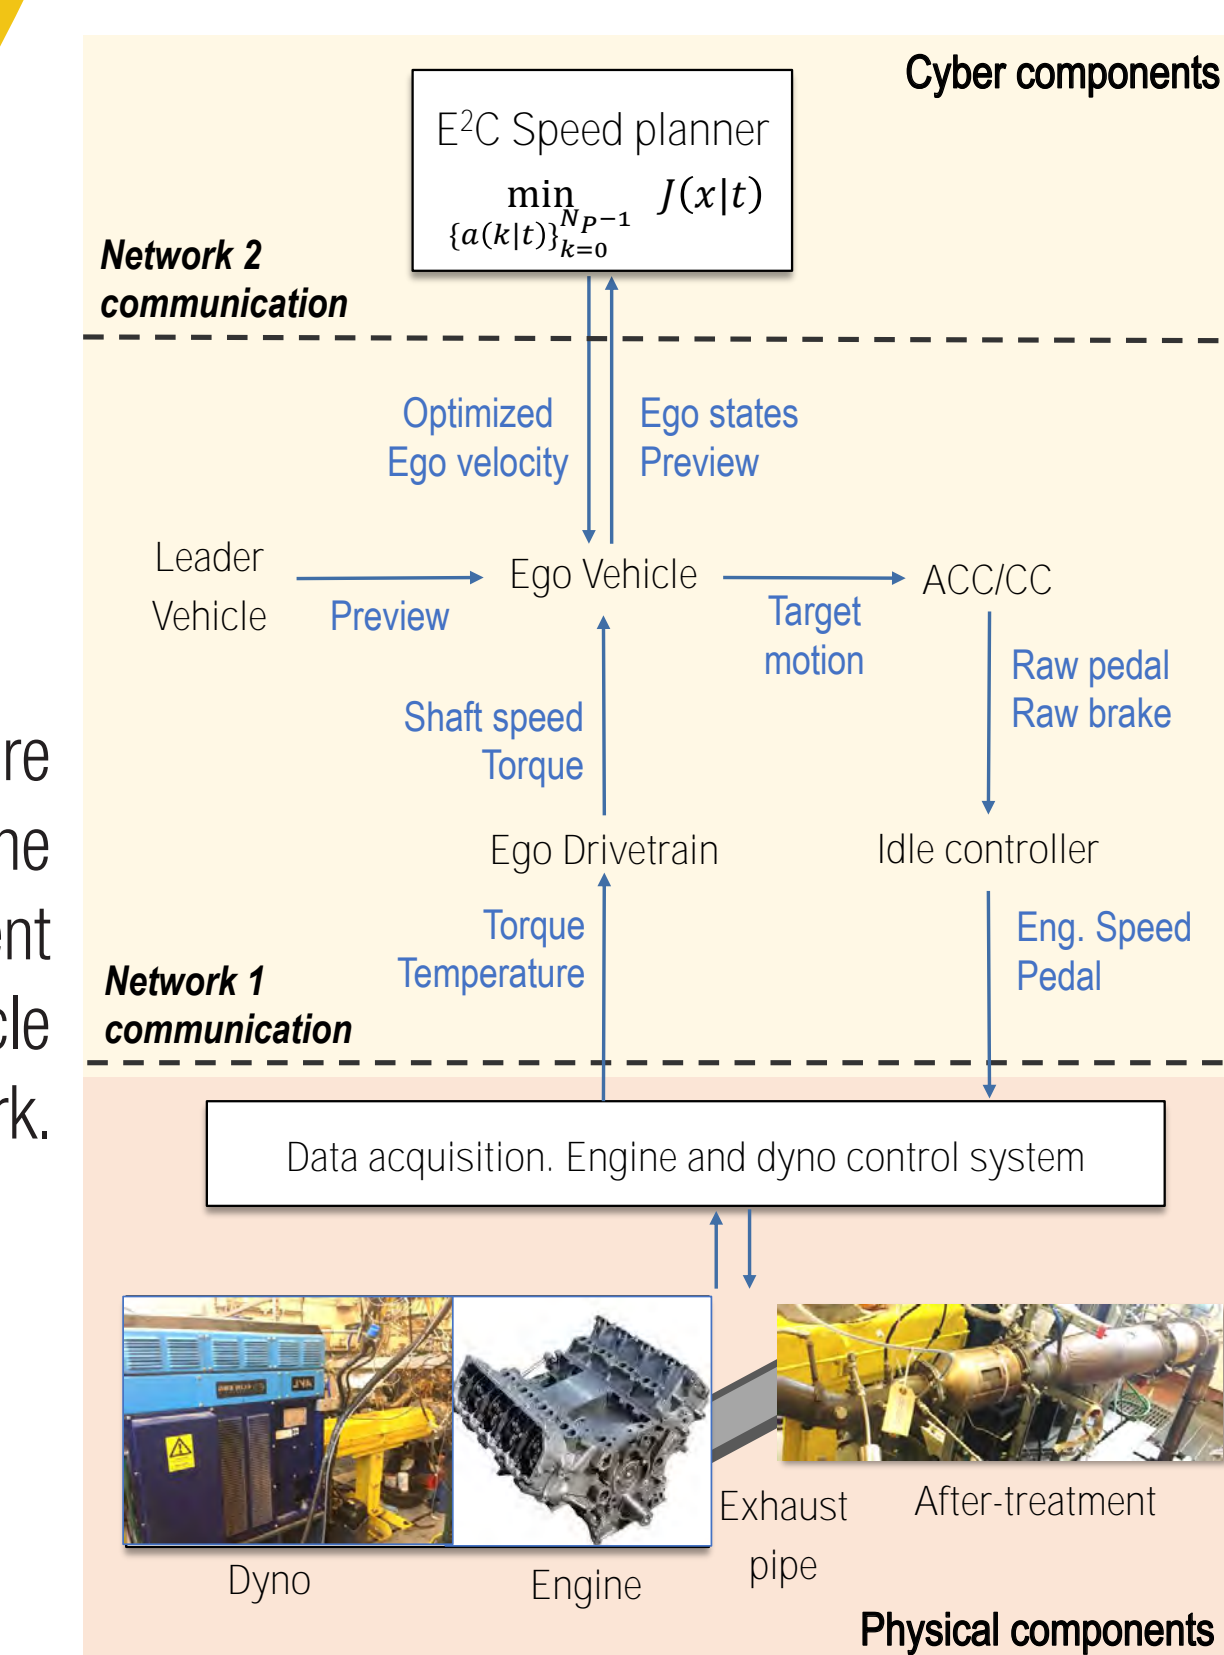 Cyber components
E²C Speed planner
min J(x|t)
{a(k|t)}_{k=0}^{N_P−1}
Network 2
communication
Optimized
Ego velocity
Ego states
Preview
Leader
Vehicle
Preview
Ego Vehicle
Target
motion
ACC/CC
Raw pedal
Raw brake
Shaft speed
Torque
Ego Drivetrain
Idle controller
Torque
Temperature
Eng. Speed
Pedal
Network 1
communication
re
ne
ent
cle
rk.
Data acquisition. Engine and dyno control system
Dyno
Engine
Exhaust
pipe
After-treatment
Physical components